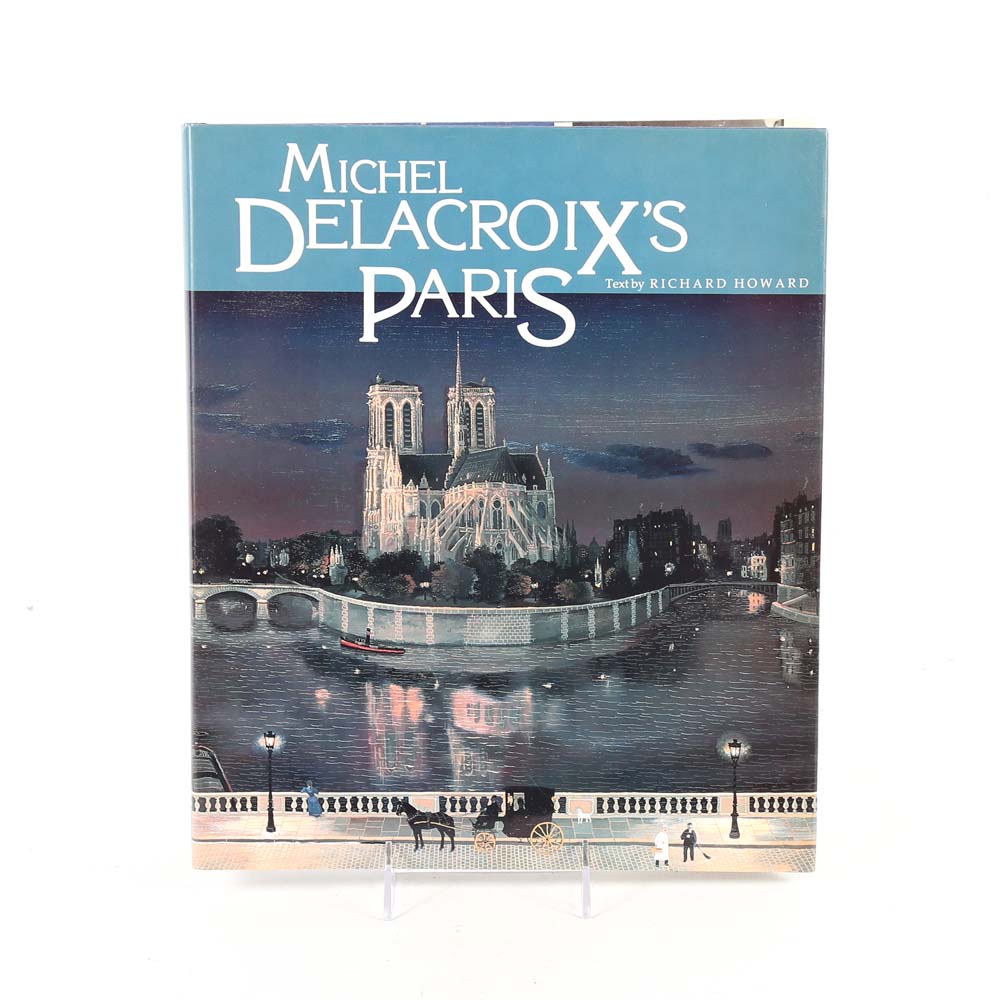 MICHEL
DELACROIX'S
PARIS
Text by RICHARD HOWARD